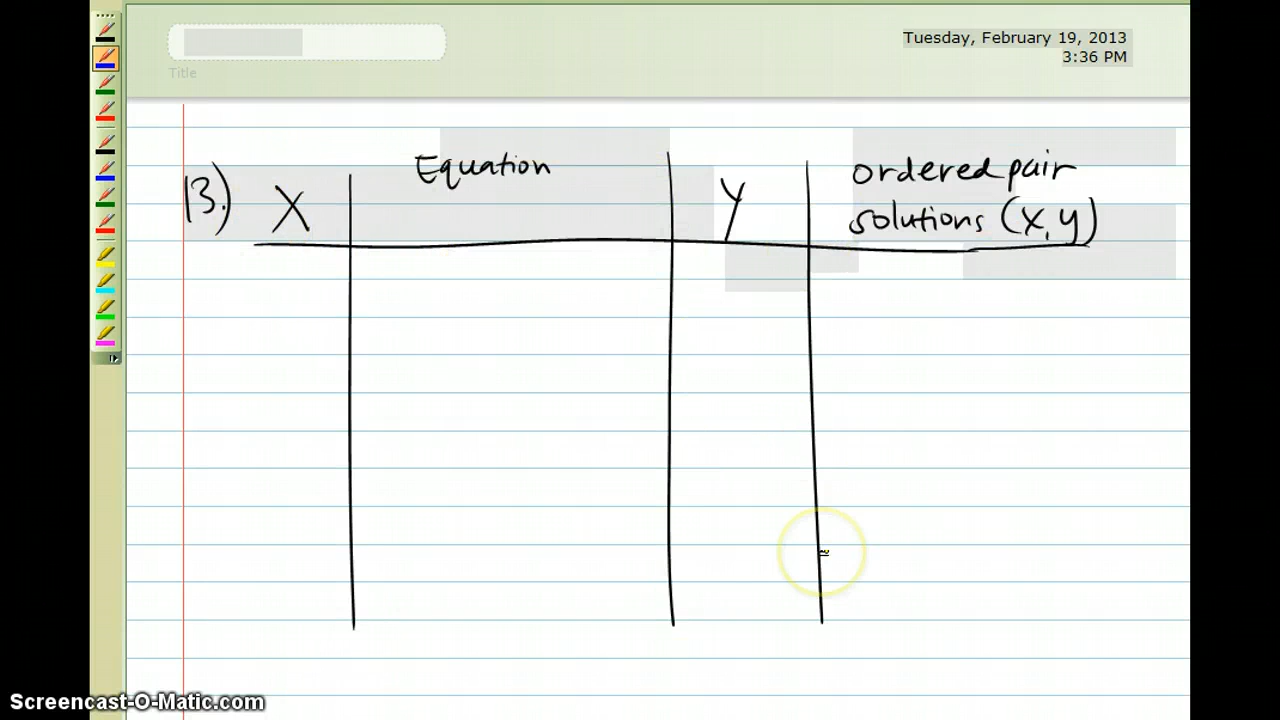 Tuesday, February 19, 2013
3:36 PM
Title
13.) X Equation Y ordered pair
solutions (x,y)
Screencast-O-Matic.com